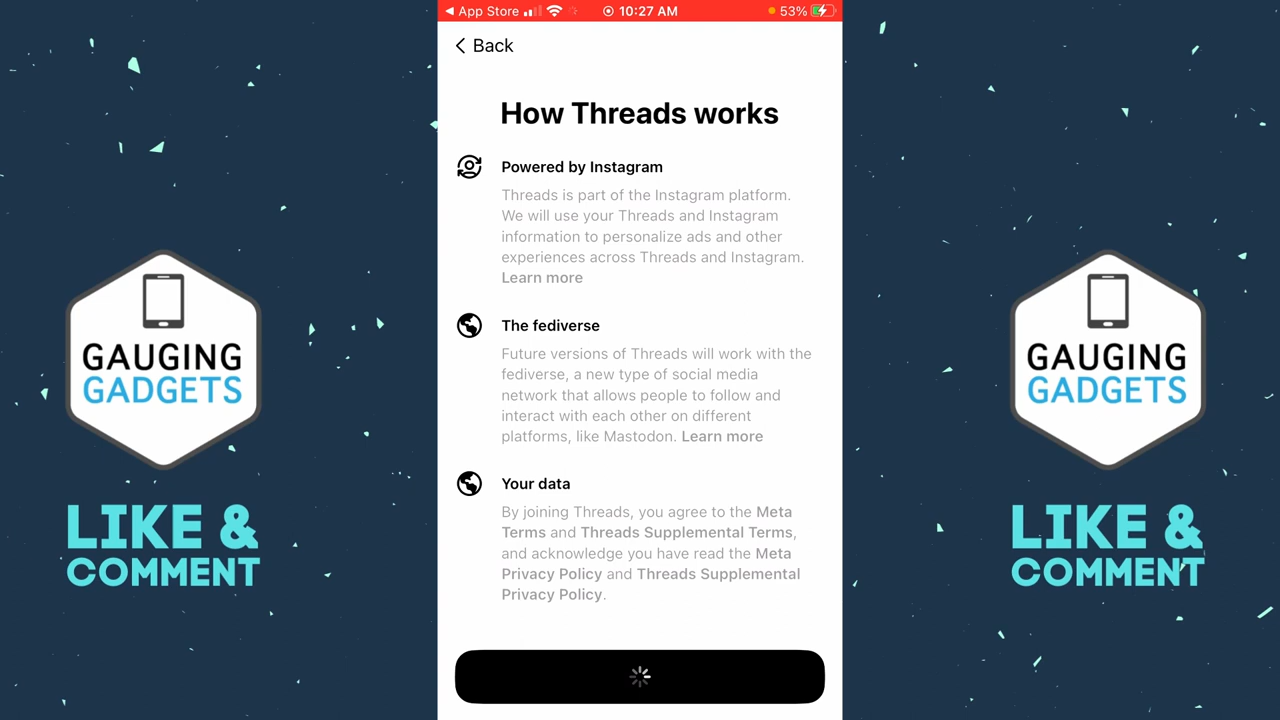 App Store
10:27 AM
53%
Back
How Threads works
Powered by Instagram
Threads is part of the Instagram platform.
We will use your Threads and Instagram
information to personalize ads and other
experiences across Threads and Instagram.
Learn more
The fediverse
Future versions of Threads will work with the
fediverse, a new type of social media
network that allows people to follow and
interact with each other on different
platforms, like Mastodon. Learn more
Your data
By joining Threads, you agree to the Meta
Terms and Threads Supplemental Terms,
and acknowledge you have read the Meta
Privacy Policy and Threads Supplemental
Privacy Policy.
GAUGING
GADGETS
LIKE &
COMMENT
GAUGING
GADGETS
LIKE &
COMMENT